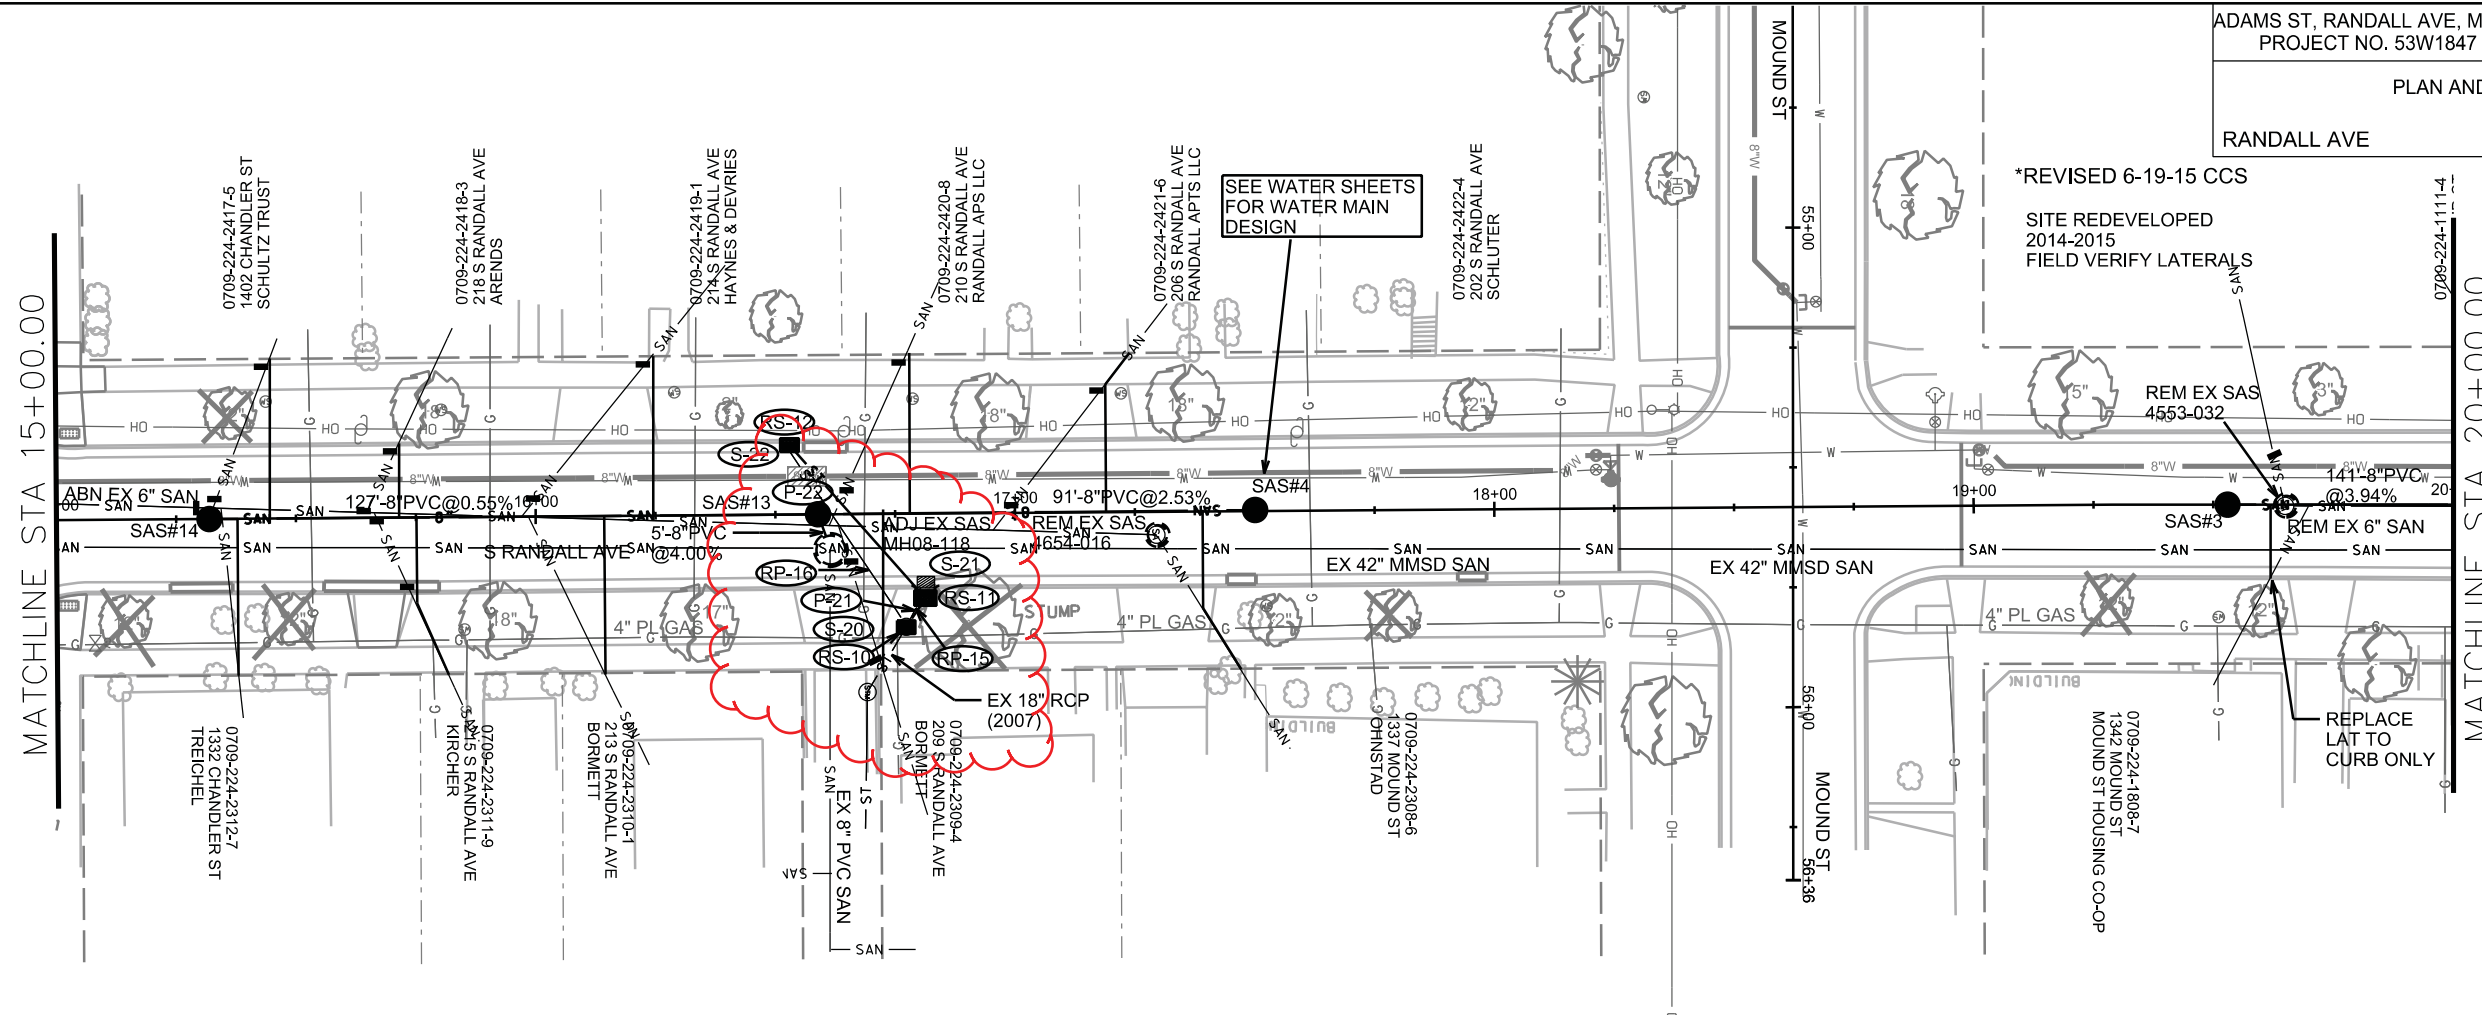 ADAMS ST, RANDALL AVE, M
PROJECT NO. 53W1847
PLAN AND
RANDALL AVE
*REVISED 6-19-15 CCS
SITE REDEVELOPED
2014-2015
FIELD VERIFY LATERALS
MATCHLINE STA 15+00.00
MATCHLINE STA 20+00.00
MOUND ST
55+00
0709-224-2417-5
1402 CHANDLER ST
SCHULTZ TRUST
0709-224-2418-3
218 S RANDALL AVE
ARENDS
0709-224-2419-1
214 S RANDALL AVE
HAYNES & DEVRIES
0709-224-2420-8
210 S RANDALL AVE
RANDALL APS LLC
0709-224-2421-6
206 S RANDALL AVE
RANDALL APTS LLC
SEE WATER SHEETS
FOR WATER MAIN
DESIGN
0709-224-2422-4
202 S RANDALL AVE
SCHLUTER
0709-224-1111-4
REM EX SAS
4553-032
RS-12
S-22
P-22
ABN EX 6" SAN
127'-8"PVC@0.55%
16+00
SAS#13
SAS#14
17+00
91'-8"PVC@2.53%
SAS#4
18+00
19+00
SAS#3
141'-8"PVC
@3.94%
20+
REM EX 6" SAN
5'-8"PVC
@4.00%
S RANDALL AVE
ADJ EX SAS
MH08-118
REM EX SAS
4654-016
EX 42" MMSD SAN
EX 42" MMSD SAN
RP-16
S-21
P-21
RS-11
S-20
RS-10
RP-15
STUMP
4" PL GAS
4" PL GAS
4" PL GAS
EX 18" RCP
(2007)
BUILDING
BUILDING
REPLACE
LAT TO
CURB ONLY
0709-224-2312-7
1332 CHANDLER ST
TREICHEL
0709-224-2311-9
215 S RANDALL AVE
KIRCHER
0709-224-2310-1
213 S RANDALL AVE
BORMETT
EX 8" PVC SAN
ST
0709-224-2309-4
209 S RANDALL AVE
BORMETT
0709-224-2308-6
1337 MOUND ST
OHNSTAD
56+00
MOUND ST
56+36
0709-224-1808-7
1342 MOUND ST
MOUND ST HOUSING CO-OP
SAN
SAN